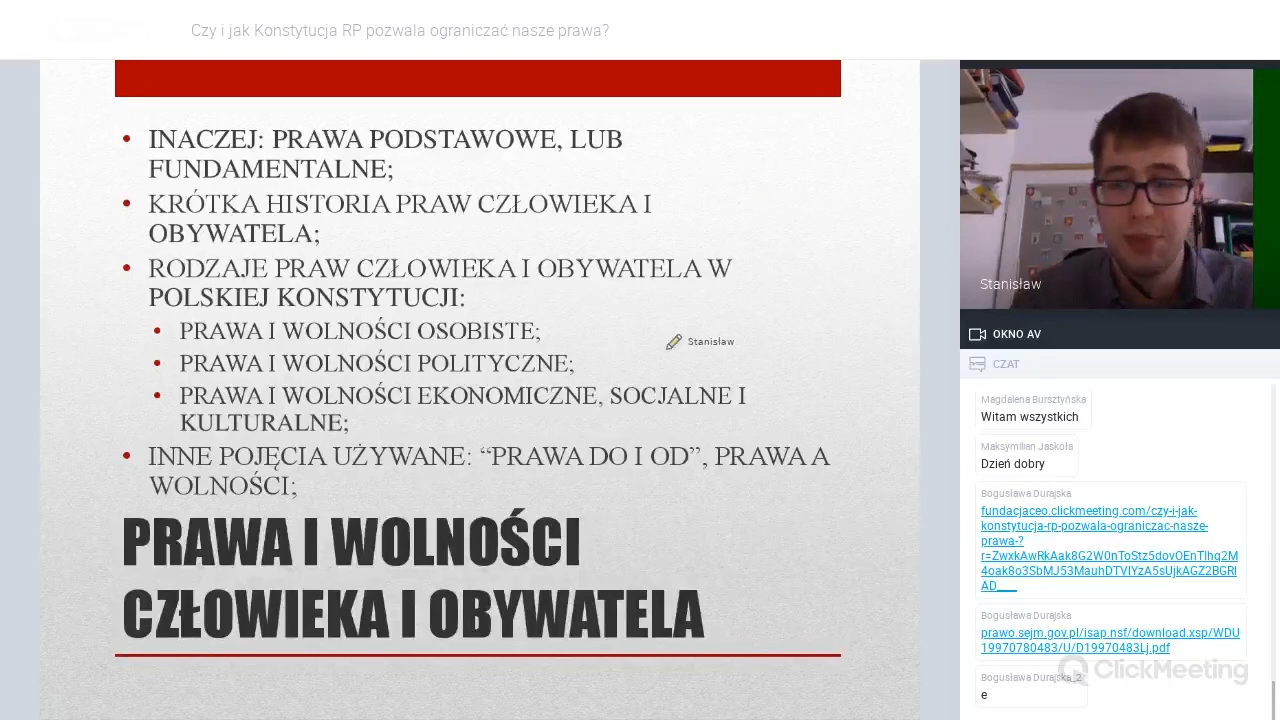 Czy i jak Konstytucja RP pozwala ograniczać nasze prawa?
• INACZEJ: PRAWA PODSTAWOWE, LUB
FUNDAMENTALNE;
• KRÓTKA HISTORIA PRAW CZŁOWIEKA I
OBYWATELA;
• RODZAJE PRAW CZŁOWIEKA I OBYWATELA W
POLSKIEJ KONSTYTUCJI:
• PRAWA I WOLNOŚCI OSOBISTE;
• PRAWA I WOLNOŚCI POLITYCZNE;
• PRAWA I WOLNOŚCI EKONOMICZNE, SOCJALNE I
KULTURALNE;
• INNE POJĘCIA UŻYWANE: “PRAWA DO I OD”, PRAWA A
WOLNOŚCI;
Stanisław
PRAWA I WOLNOŚCI
CZŁOWIEKA I OBYWATELA
Stanisław
OKNO AV
CZAT
Magdalena Bursztyńska
Witam wszystkich
Maksymilian Jaskóła
Dzień dobry
Bogusława Durajska
fundacjaceo.clickmeeting.com/czy-i-jak-
konstytucja-rp-pozwala-ograniczac-nasze-
prawa-?
r=ZwxkAwRkAak8G2W0nToStz5dovOEnTlhq2M
4oak8o3SbMJ53MauhDTVlYzA5sUjkAGZ2BGRl
AD____
Bogusława Durajska
prawo.sejm.gov.pl/isap.nsf/download.xsp/WDU
19970780483/U/D19970483Lj.pdf
Bogusława Durajska_2
e
ClickMeeting